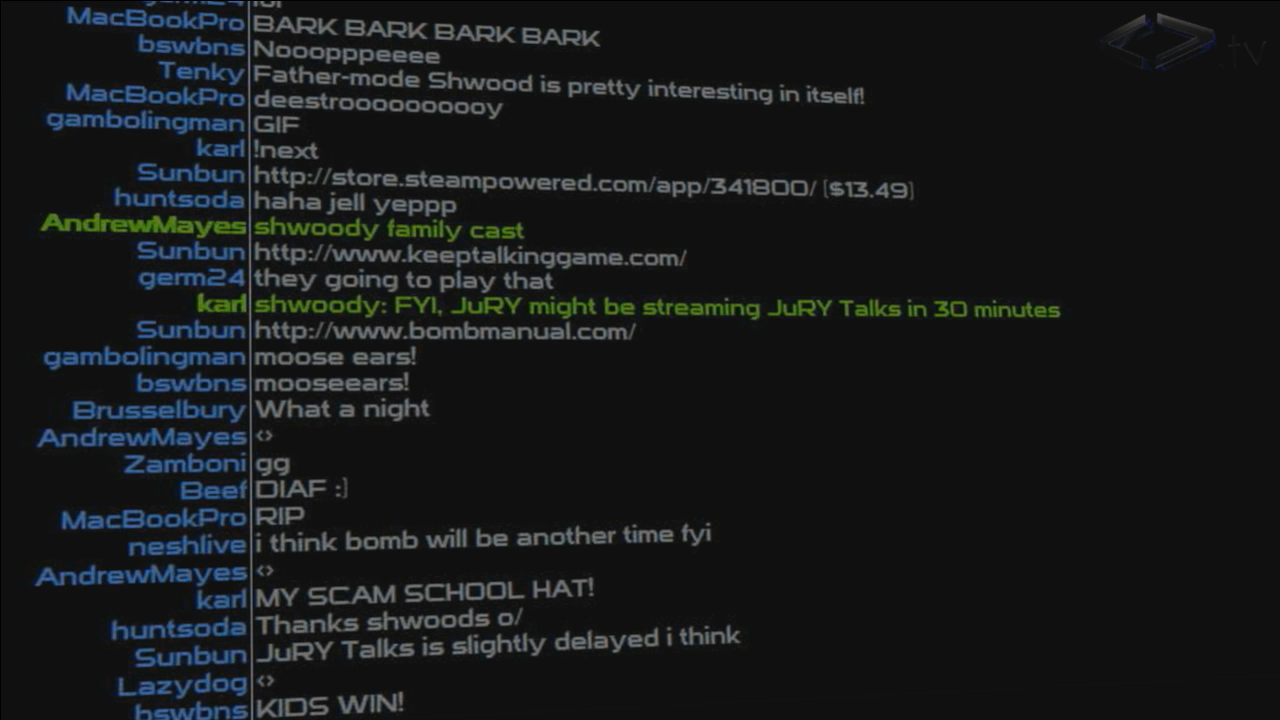 germ24 lol
MacBookPro BARK BARK BARK BARK
bswbns Nooopppeeee
Tenky Father-mode Shwood is pretty interesting in itself!
MacBookPro deestroooooooooy
gambolingman GIF
karl !next
Sunbun http://store.steampowered.com/app/341800/ ($13.49)
huntsoda haha jell yeppp
AndrewMayes shwoody family cast
Sunbun http://www.keeptalkinggame.com/
germ24 they going to play that
karl shwoody: FYI, JuRY might be streaming JuRY Talks in 30 minutes
Sunbun http://www.bombmanual.com/
gambolingman moose ears!
bswbns mooseears!
Brusselbury What a night
AndrewMayes <>
Zamboni gg
Beef DIAF :)
MacBookPro RIP
neshlive i think bomb will be another time fyi
AndrewMayes <>
karl MY SCAM SCHOOL HAT!
huntsoda Thanks shwoods o/
Sunbun JuRY Talks is slightly delayed i think
Lazydog <>
bswbns KIDS WIN!
.tv